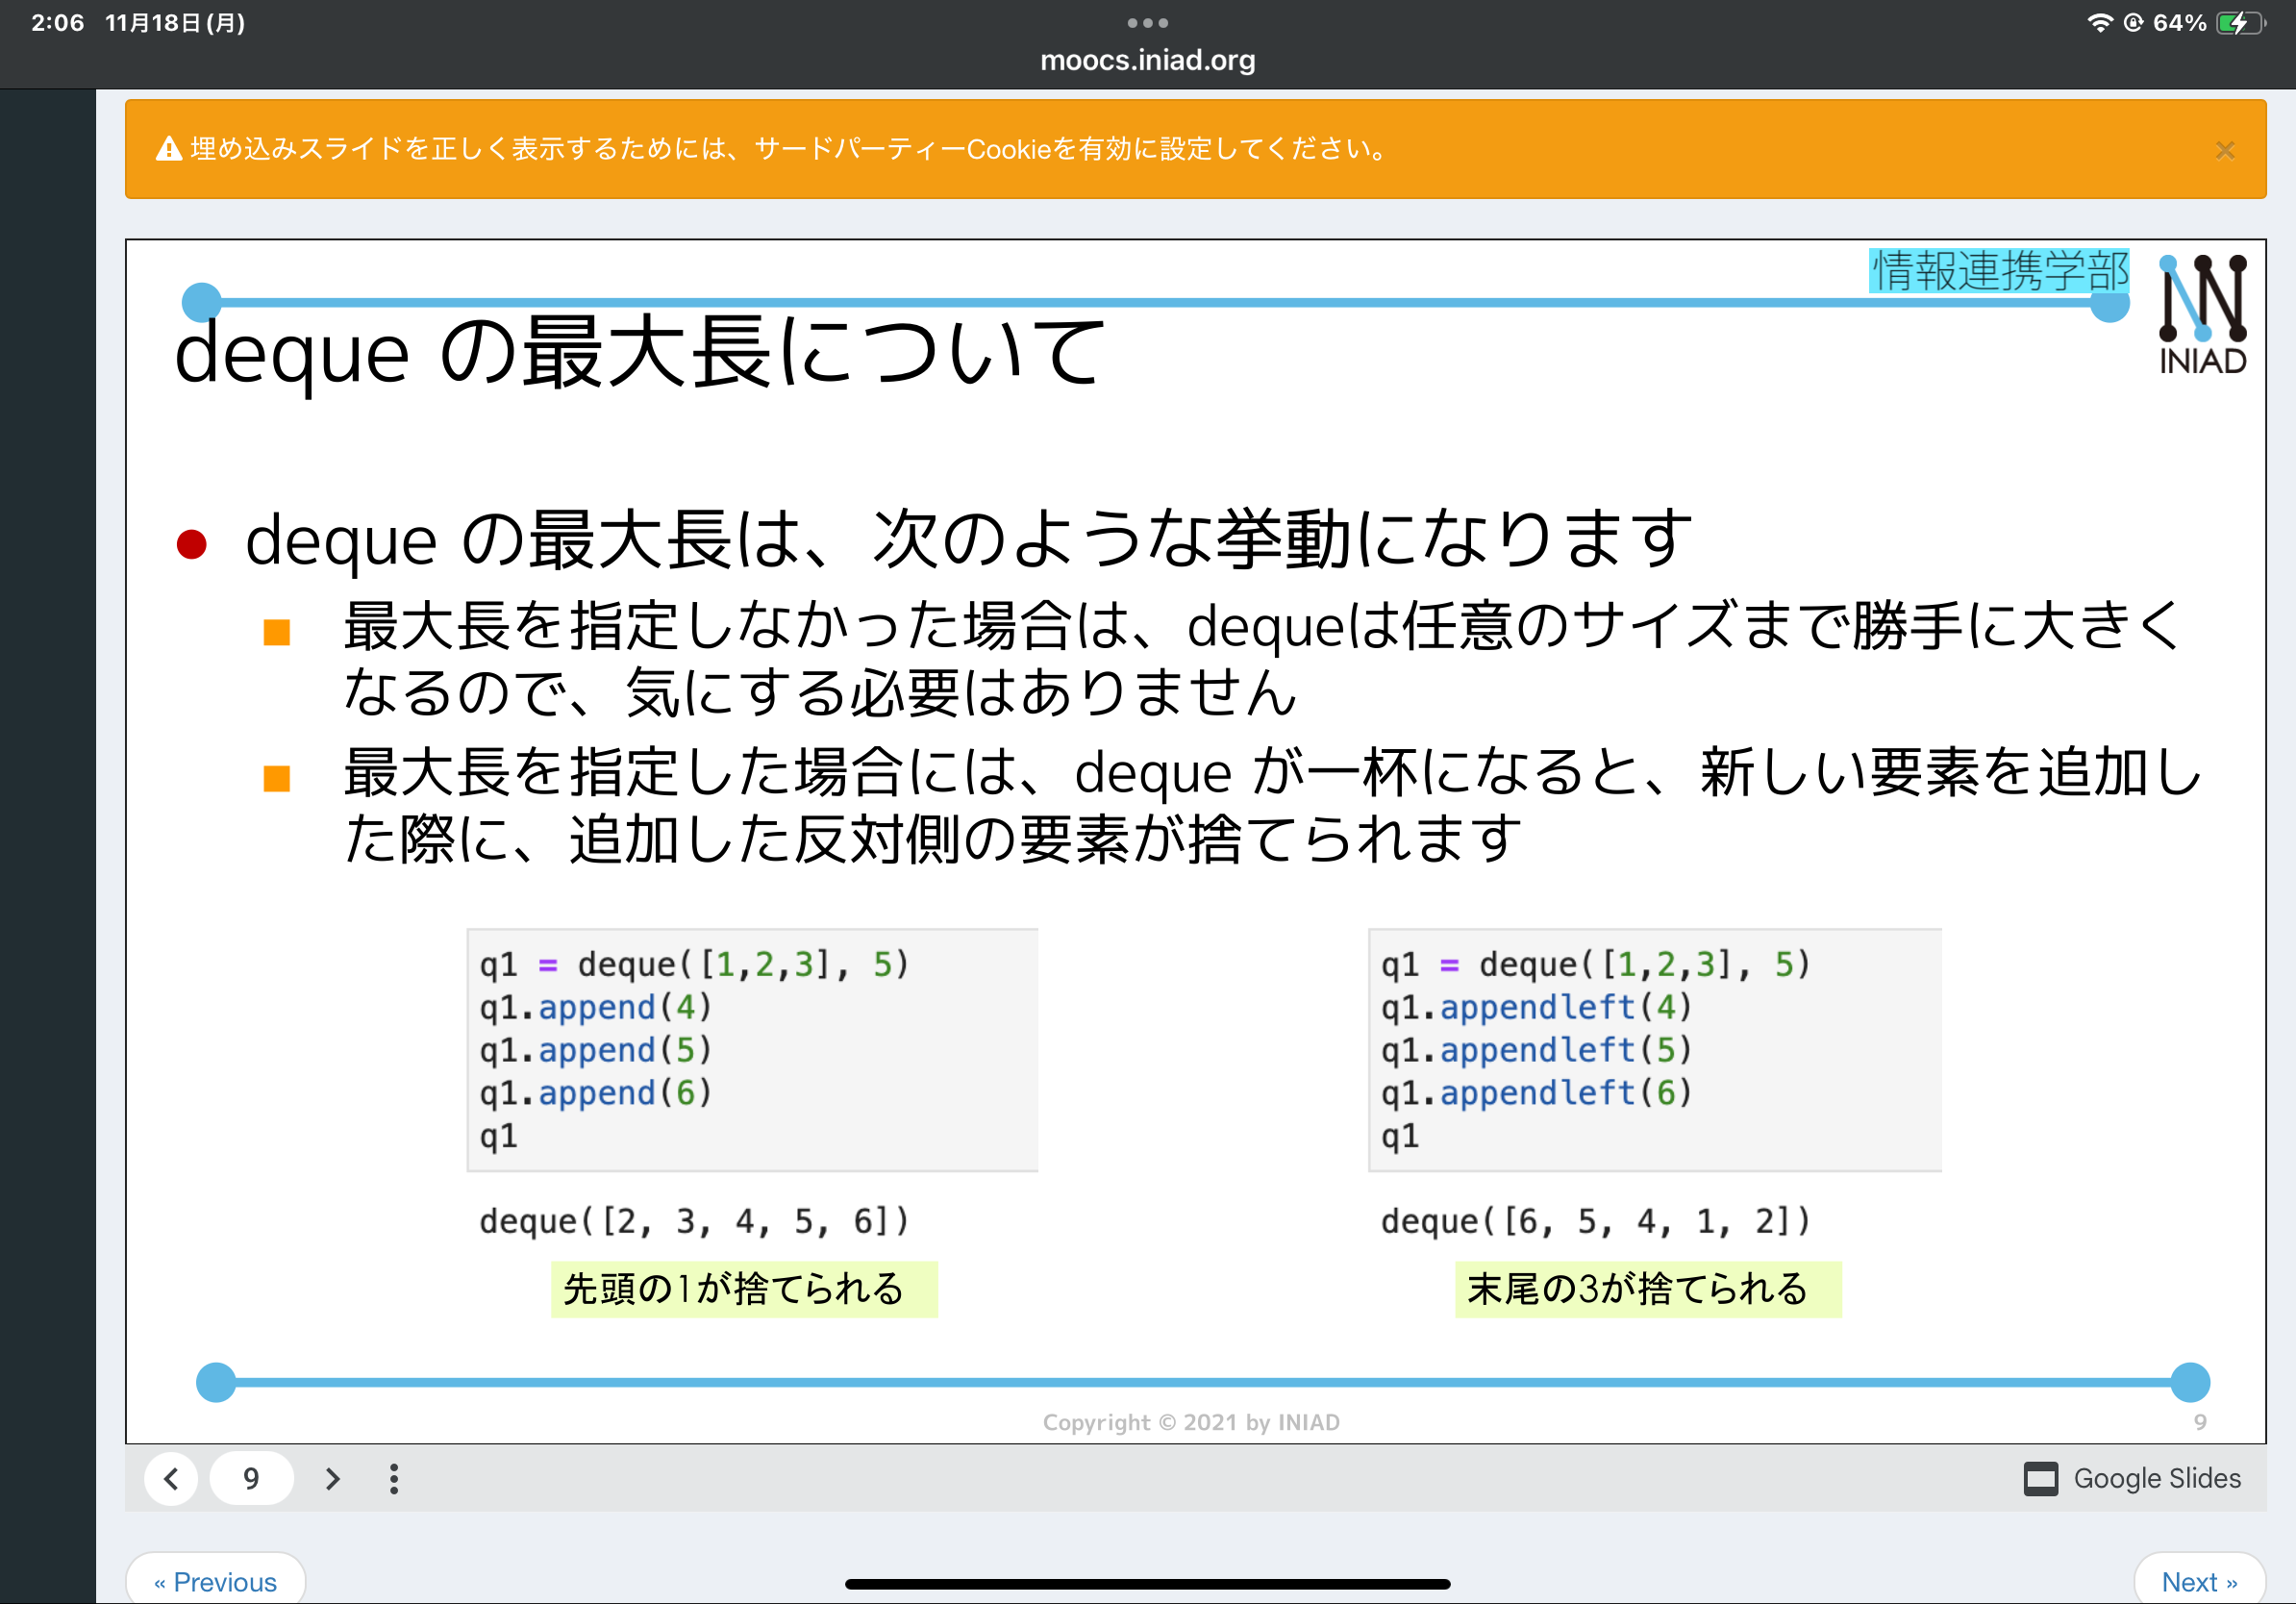 2:06 11月18日(月)
64%
moocs.iniad.org
埋め込みスライドを正しく表示するためには、サードパーティーCookieを有効に設定してください。
×
情報連携学部
INIAD
deque の最大長について
deque の最大長は、次のような挙動になります
最大長を指定しなかった場合は、dequeは任意のサイズまで勝手に大きく
なるので、気にする必要はありません
最大長を指定した場合には、deque が一杯になると、新しい要素を追加し
た際に、追加した反対側の要素が捨てられます
q1 = deque([1,2,3], 5)
q1.append(4)
q1.append(5)
q1.append(6)
q1
deque([2, 3, 4, 5, 6])
先頭の1が捨てられる
q1 = deque([1,2,3], 5)
q1.appendleft(4)
q1.appendleft(5)
q1.appendleft(6)
q1
deque([6, 5, 4, 1, 2])
末尾の3が捨てられる
Copyright © 2021 by INIAD
9
9
Google Slides
« Previous
Next »